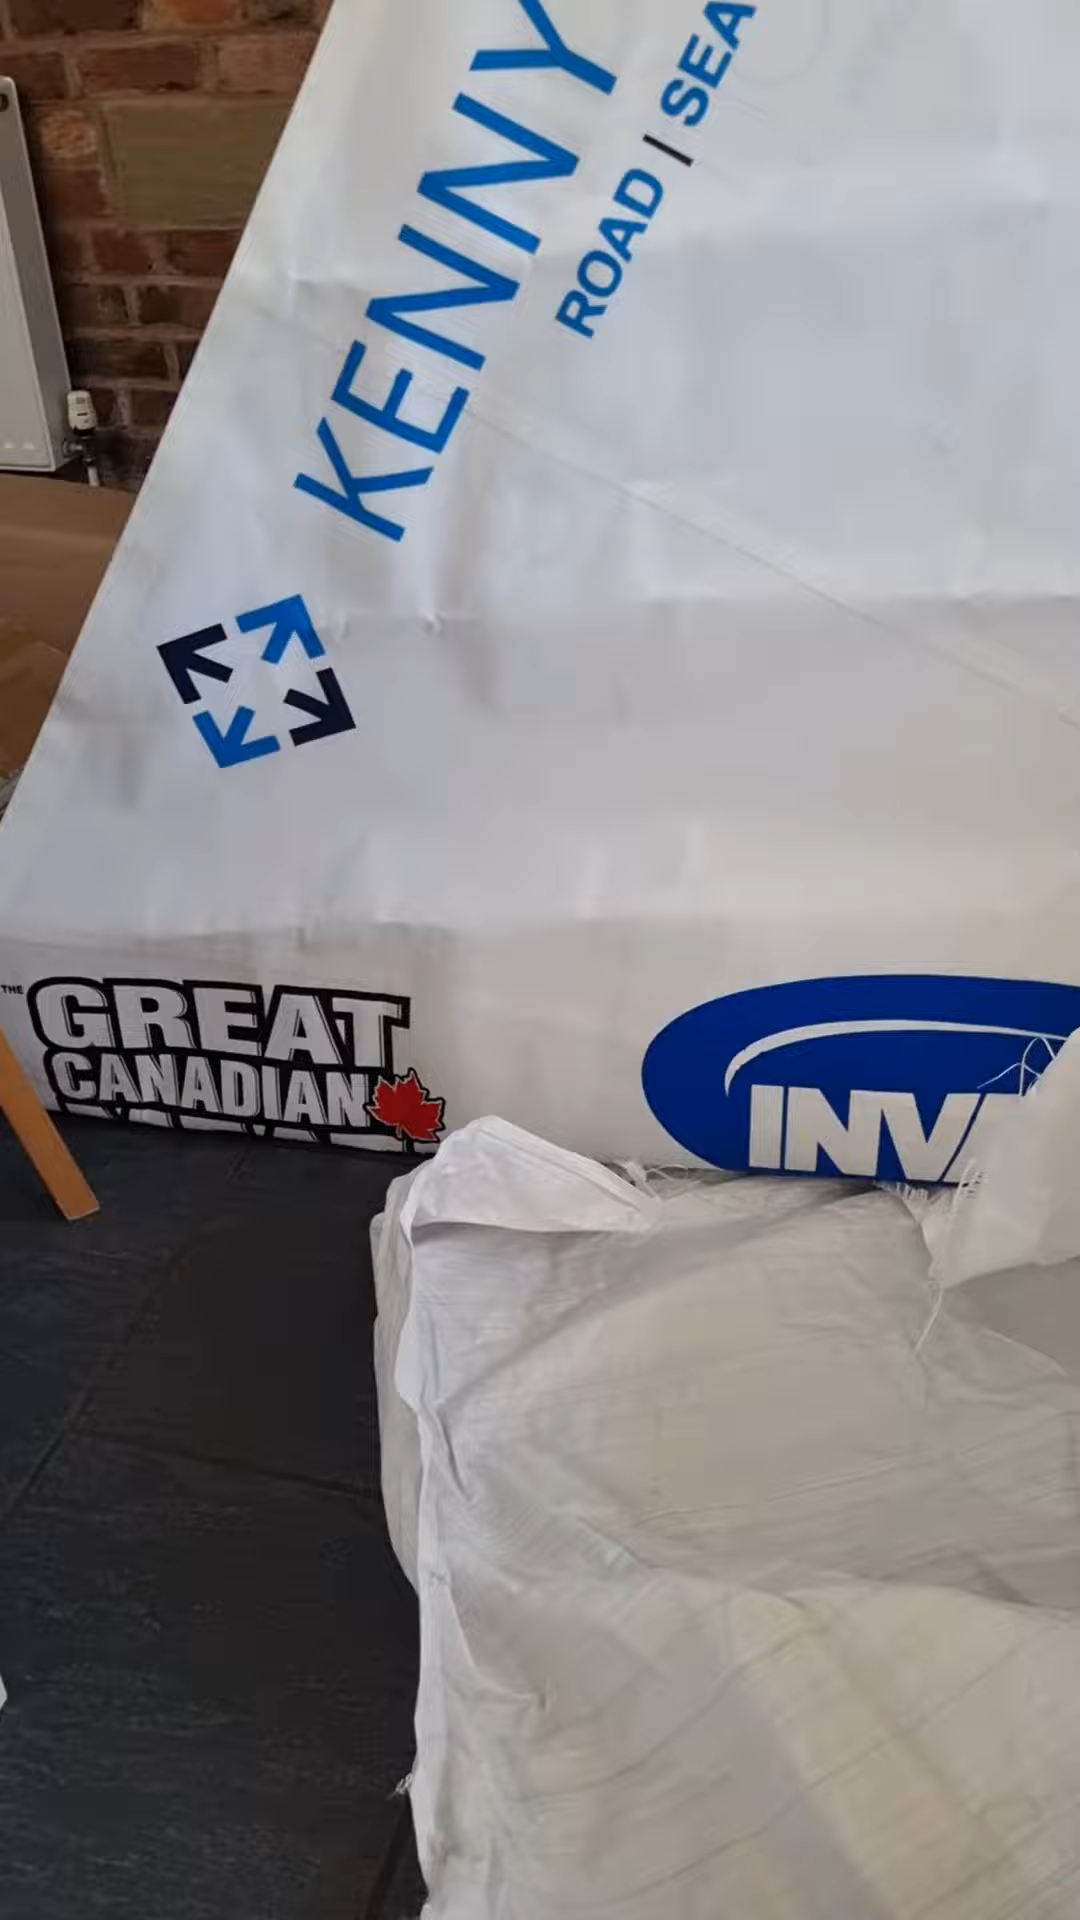 KENNY
ROAD | SEA
THE
GREAT
CANADIAN
INV